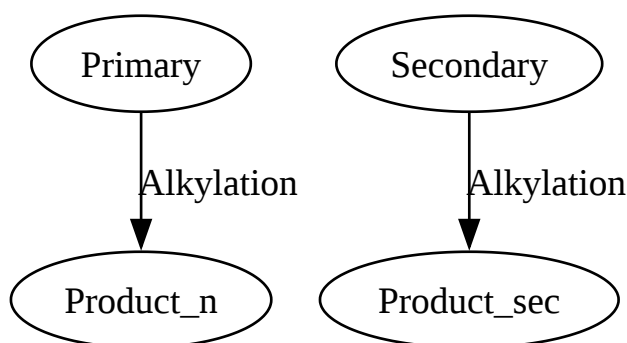 Primary Secondary
Alkylation Alkylation
Product_n Product_sec